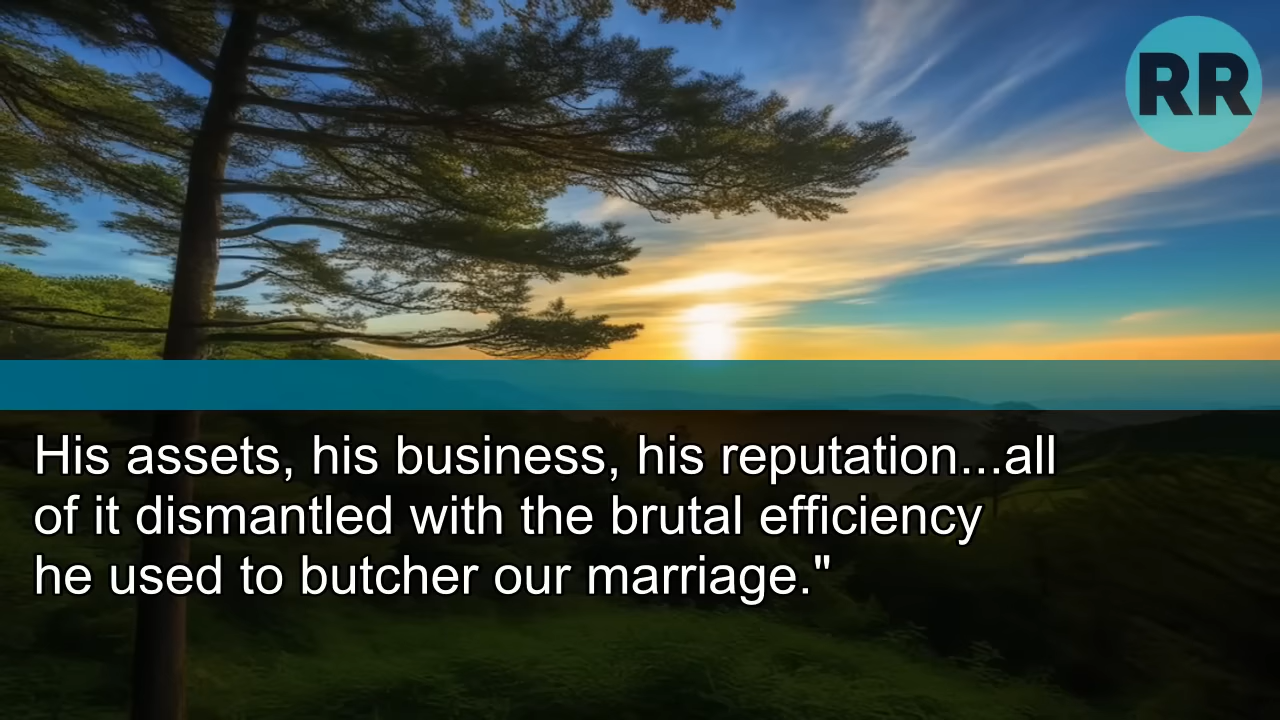 RR
His assets, his business, his reputation...all
of it dismantled with the brutal efficiency
he used to butcher our marriage."